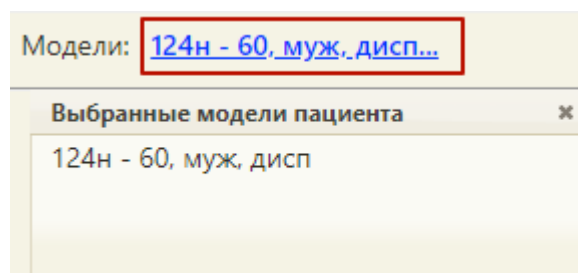 Модели: 124н - 60, муж, дисп...
Выбранные модели пациента
124н - 60, муж, дисп